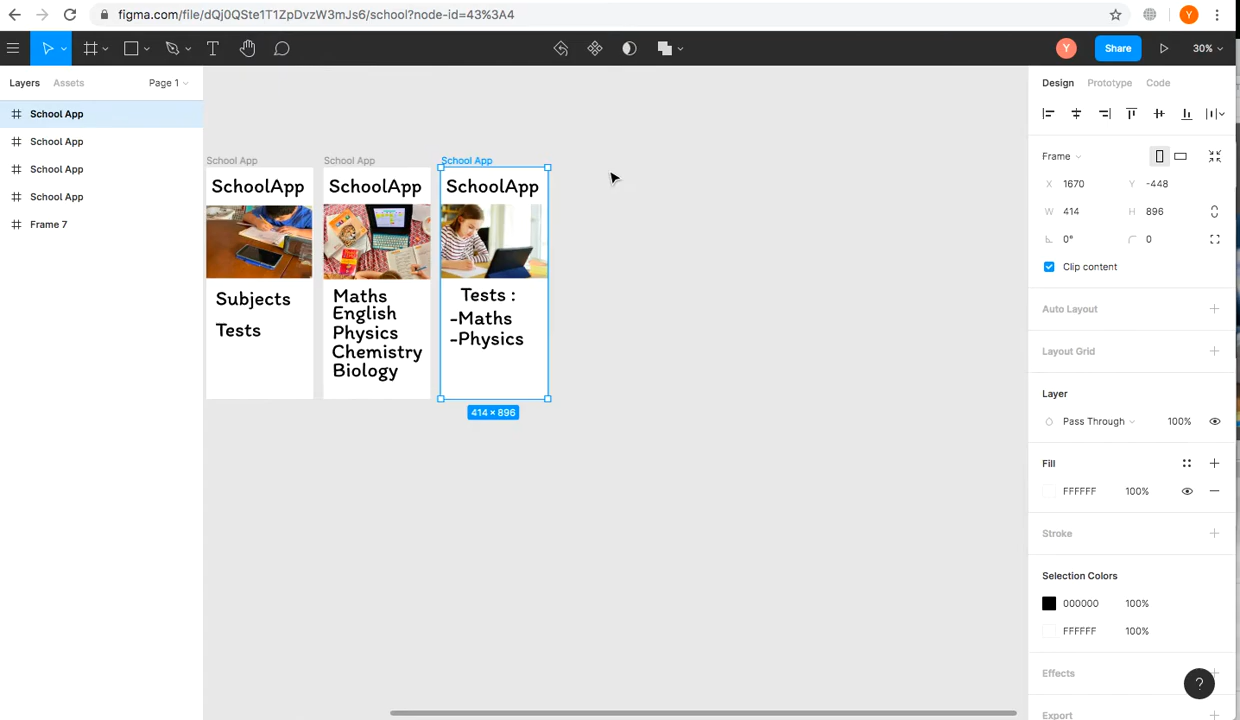 figma.com/file/dQj0QSte1T1ZpDvzW3mJs6/school?node-id=43%3A4
Y
T
Y
Share
30%
Layers
Assets
Page 1
School App
School App
School App
School App
Frame 7
School App
School App
School App
SchoolApp
SchoolApp
SchoolApp
Subjects
Tests
Maths
English
Physics
Chemistry
Biology
Tests :
-Maths
-Physics
414 × 896
Design
Prototype
Code
Frame
X 1670 Y -448
W 414 H 896
0° 0
Clip content
Auto Layout
Layout Grid
Layer
Pass Through 100%
Fill
FFFFFF 100%
Stroke
Selection Colors
000000 100%
FFFFFF 100%
Effects
Export
?